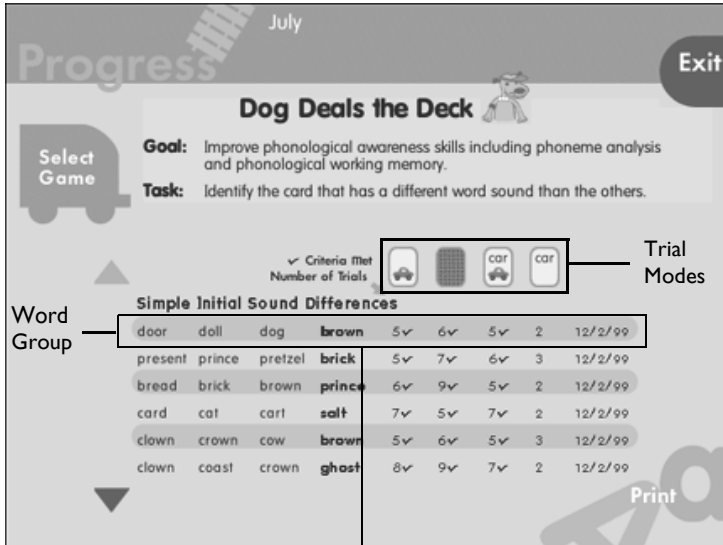 July
Progress
Exit
Dog Deals the Deck
Select
Game
Goal: Improve phonological awareness skills including phoneme analysis
and phonological working memory.
Task: Identify the card that has a different word sound than the others.
✓ Criteria Met
Number of Trials
car car
Trial
Modes
Simple Initial Sound Differences
Word
Group
door doll dog brown 5✓ 6✓ 5✓ 2 12/2/99
present prince pretzel brick 5✓ 7✓ 6✓ 3 12/2/99
bread brick brown prince 6✓ 9✓ 5✓ 2 12/2/99
card cat cart salt 7✓ 5✓ 7✓ 2 12/2/99
clown crown cow brown 5✓ 6✓ 5✓ 3 12/2/99
clown coast crown ghost 8✓ 9✓ 7✓ 2 12/2/99
Print